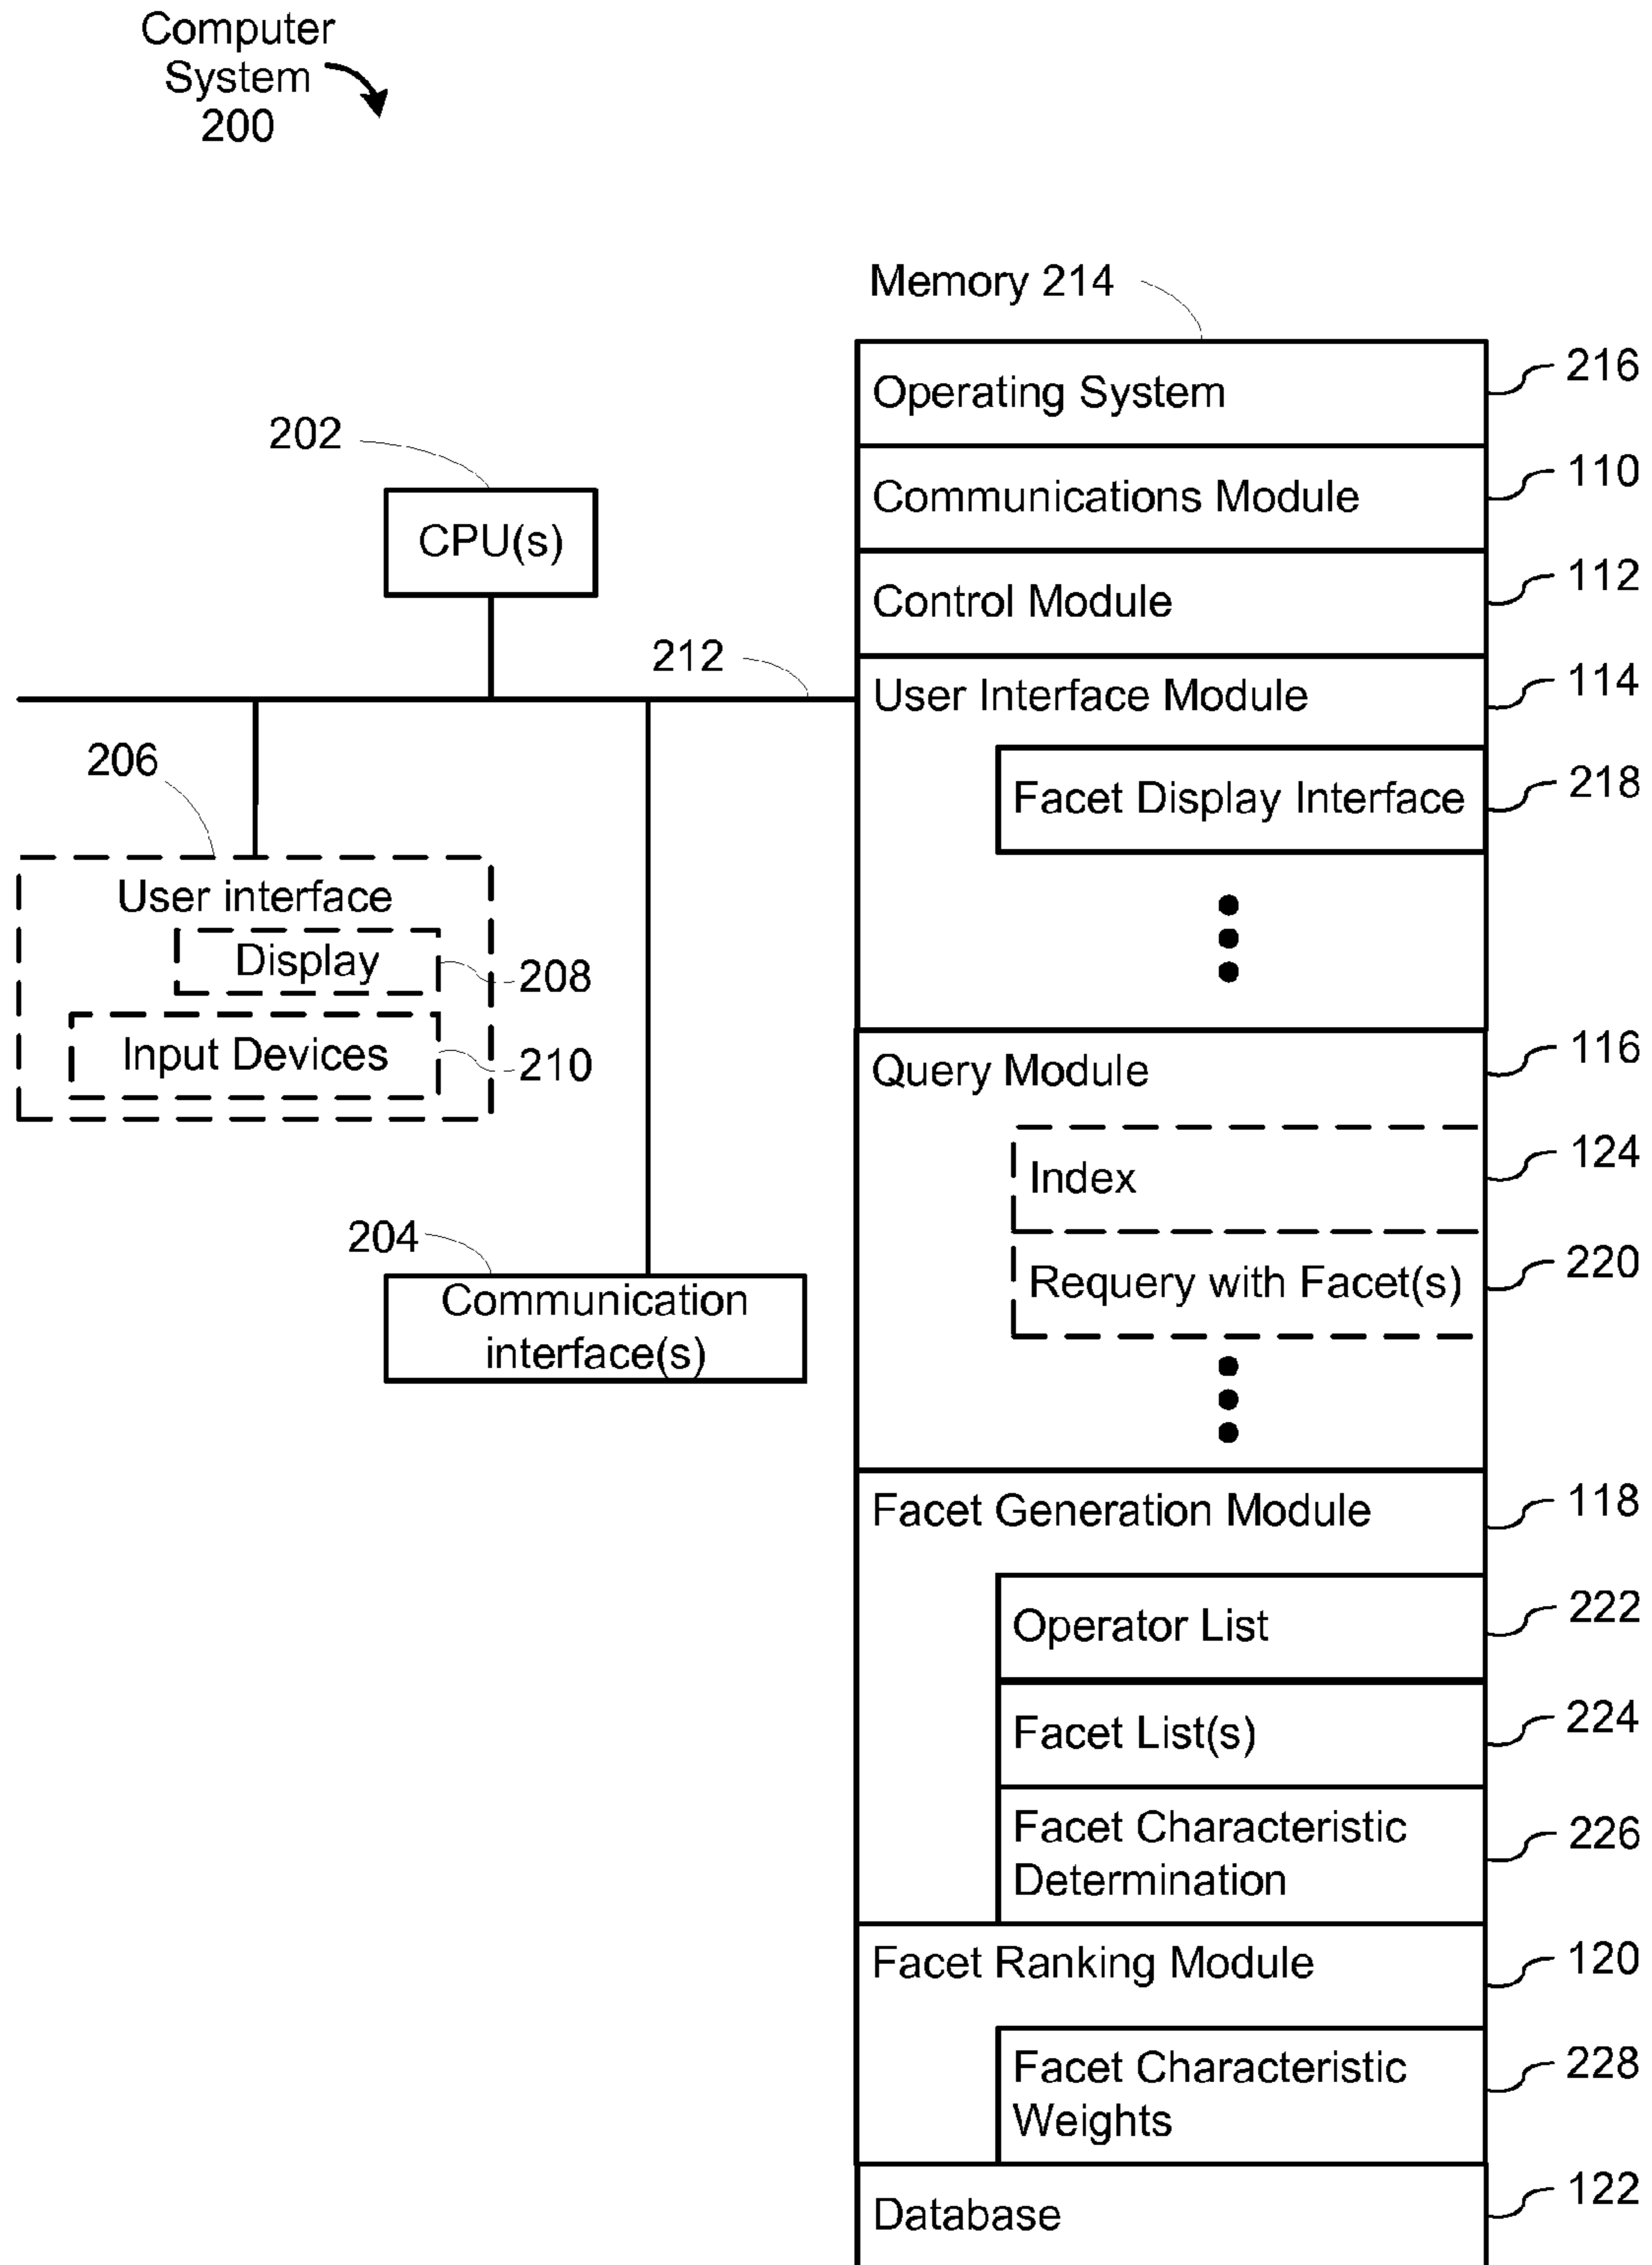 Computer
System
200
Memory 214
Operating System
216
Communications Module
110
Control Module
112
User Interface Module
114
Facet Display Interface
218
202
CPU(s)
212
206
User interface
Display
208
Input Devices
210
204
Communication
interface(s)
Query Module
116
Index
124
Requery with Facet(s)
220
Facet Generation Module
118
Operator List
222
Facet List(s)
224
Facet Characteristic
Determination
226
Facet Ranking Module
120
Facet Characteristic
Weights
228
Database
122